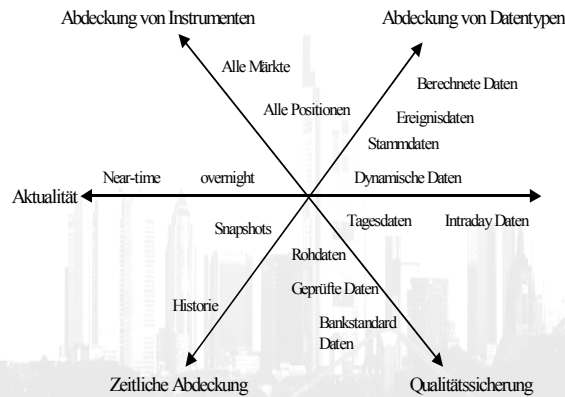 Abdeckung von Instrumenten
Abdeckung von Datentypen
Alle Märkte
Berechnete Daten
Alle Positionen
Ereignisdaten
Stammdaten
Near-time
overnight
Dynamische Daten
Aktualität
Tagesdaten
Intraday Daten
Snapshots
Rohdaten
Geprüfte Daten
Historie
Bankstandard
Daten
Zeitliche Abdeckung
Qualitätssicherung